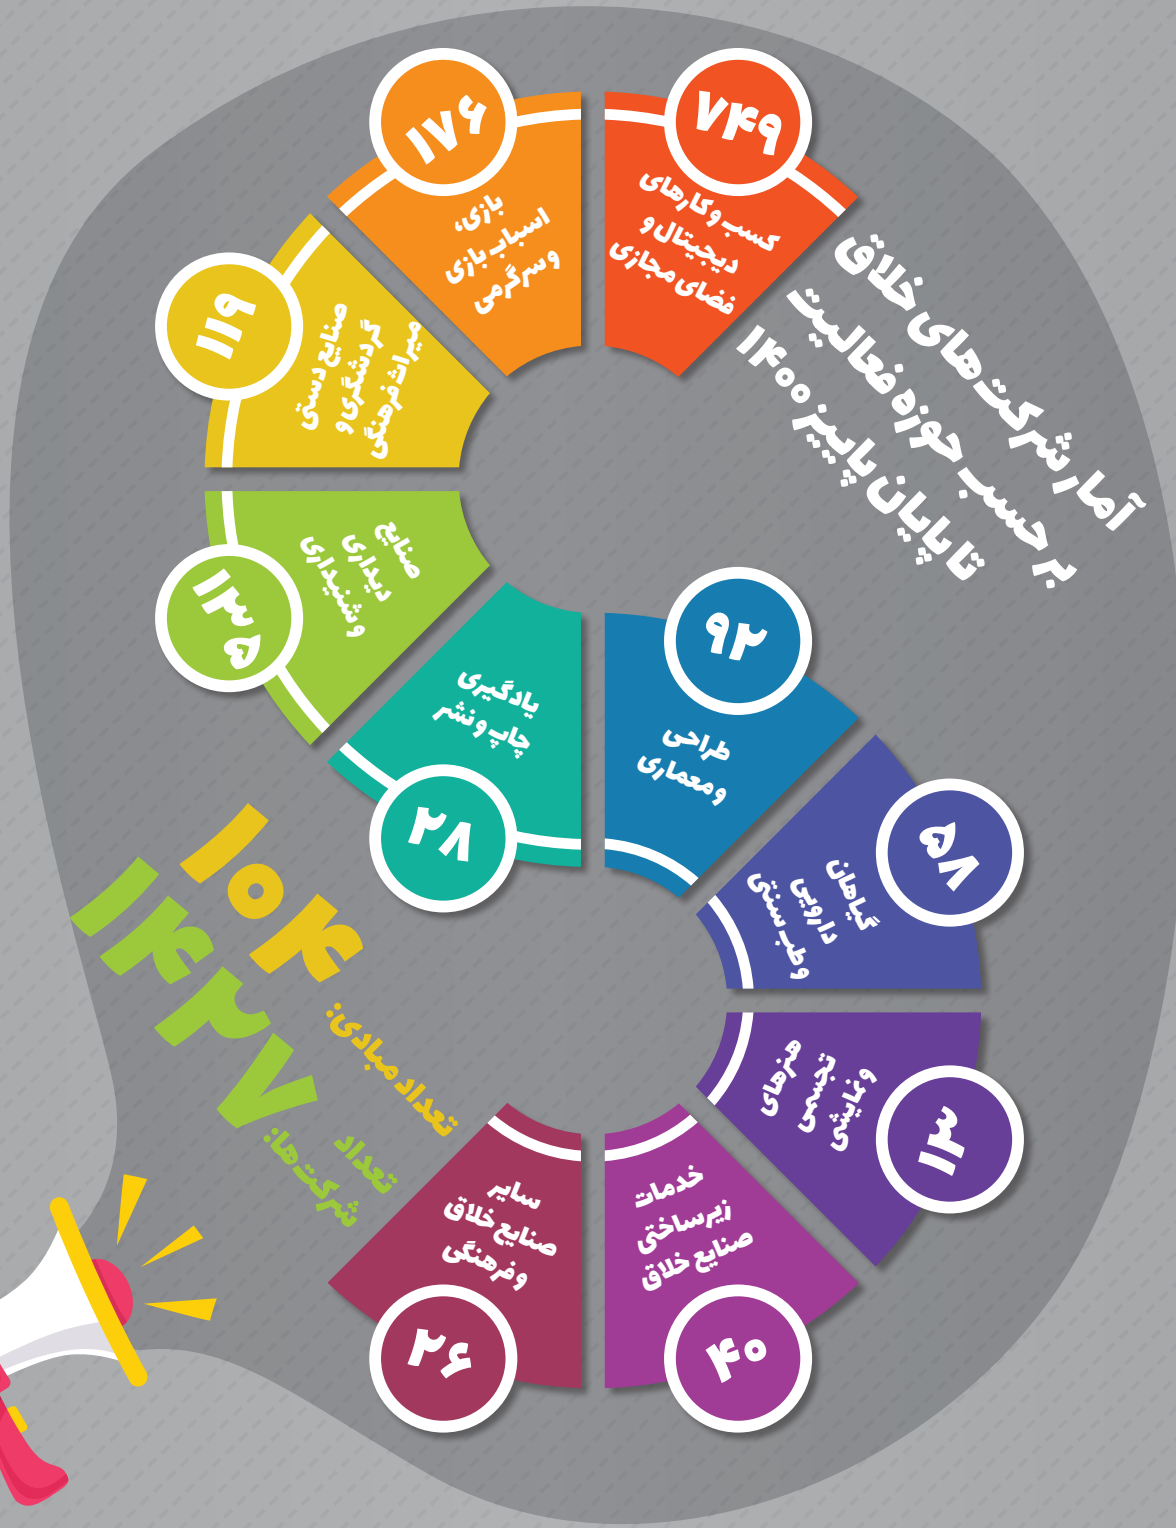 آمار شرکت‌های خلاق
بر حسب حوزه فعالیت
تا پایان پاییز ۱۴۰۰
۷۴۹
کسب و کارهای
دیجیتال و
فضای مجازی
۱۷۶
بازی،
اسباب بازی
و سرگرمی
۱۱۹
صنایع دستی
گردشگری و
میراث فرهنگی
۱۳۵
صنایع
دیداری
و شنیداری
۲۸
یادگیری
چاپ و نشر
۹۲
طراحی
و معماری
۵۸
گیاهان
دارویی
و طب سنتی
۱۳
هنرهای
تجسمی
و نمایشی
۴۰
خدمات
زیرساختی
صنایع خلاق
۲۶
سایر
صنایع خلاق
و فرهنگی
تعداد مبادی:
۱۰۴
تعداد
شرکت‌ها:
۱۴۲۷